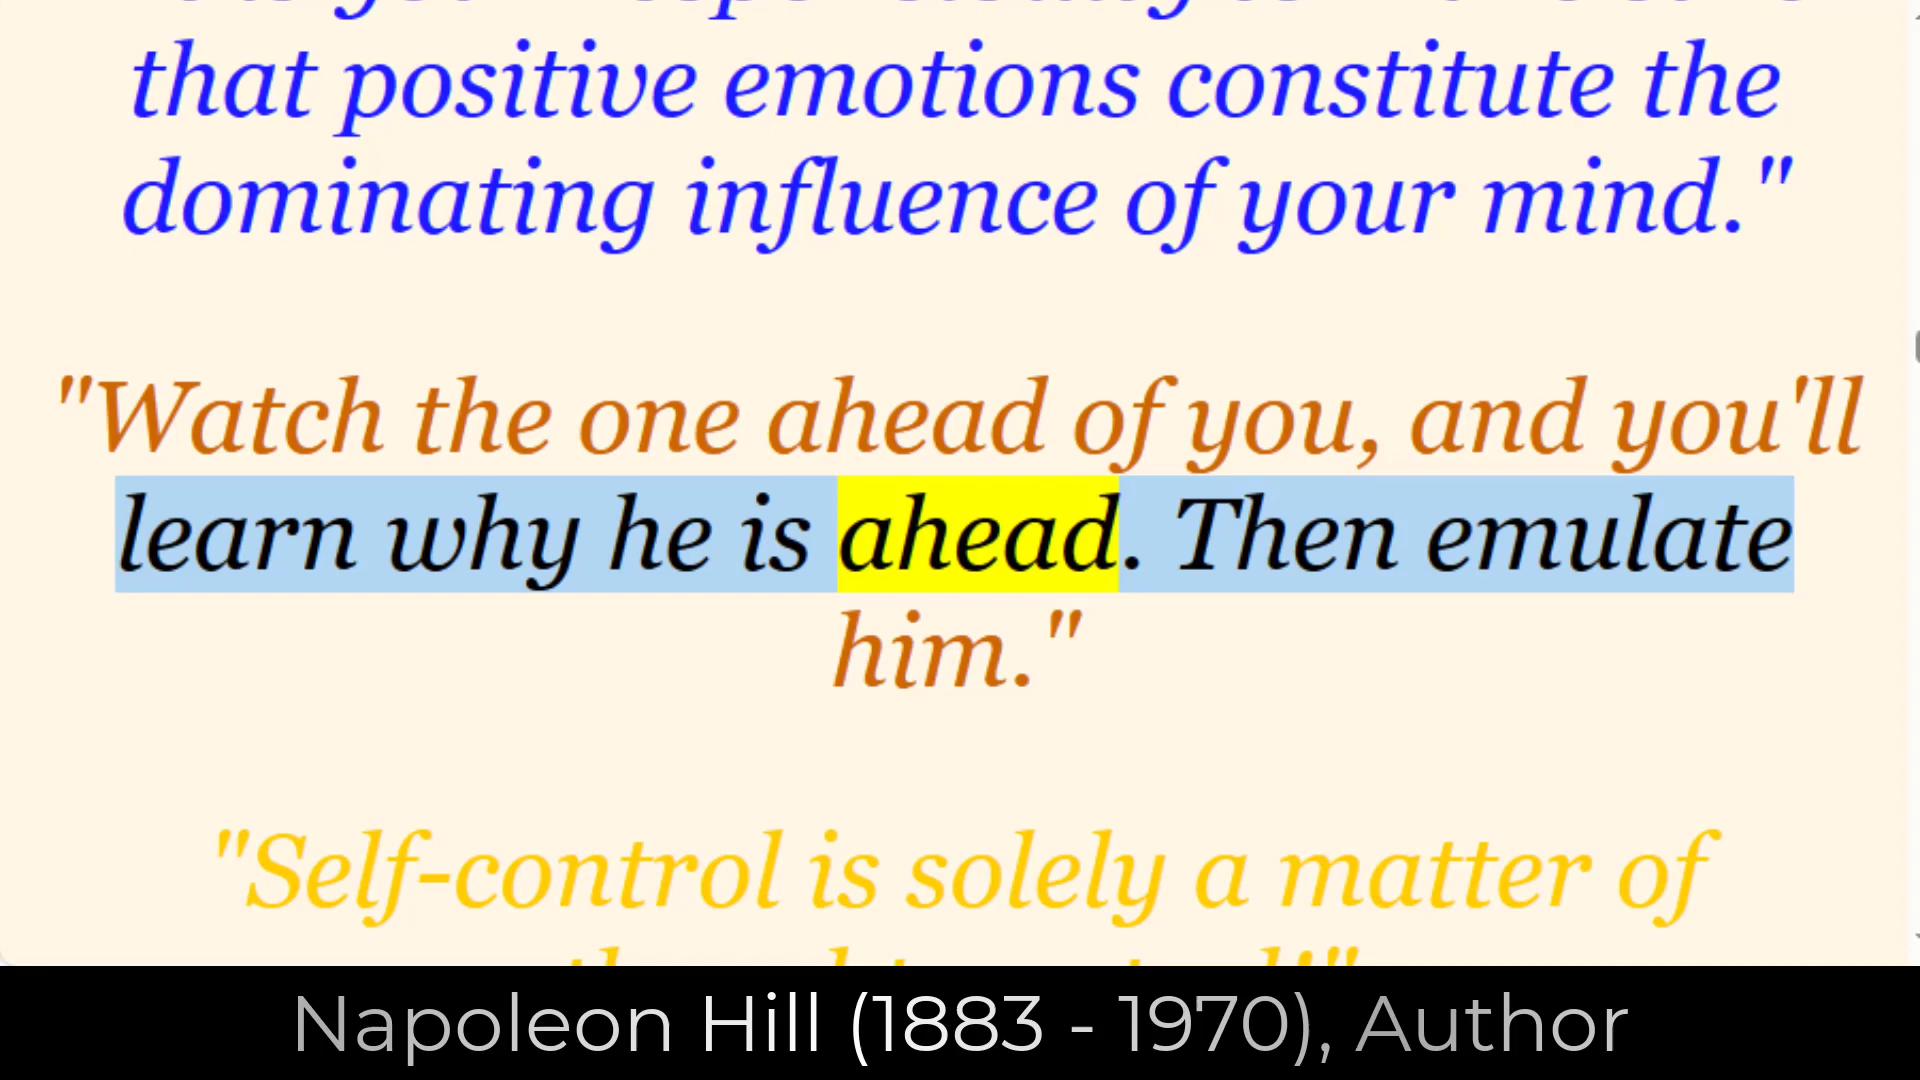 that positive emotions constitute the
dominating influence of your mind."
"Watch the one ahead of you, and you'll
learn why he is ahead. Then emulate
him."
"Self-control is solely a matter of
Napoleon Hill (1883 - 1970), Author